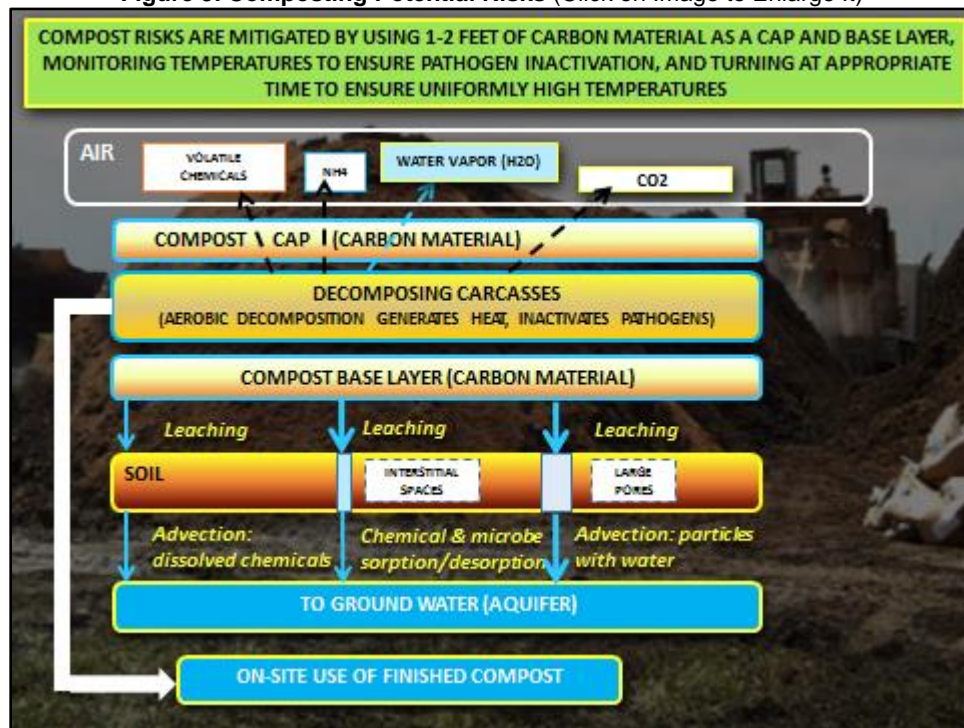 Figure 3. Composting Potential Risks (Click on Image to Enlarge It)
COMPOST RISKS ARE MITIGATED BY USING 1-2 FEET OF CARBON MATERIAL AS A CAP AND BASE LAYER,
MONITORING TEMPERATURES TO ENSURE PATHOGEN INACTIVATION, AND TURNING AT APPROPRIATE
TIME TO ENSURE UNIFORMLY HIGH TEMPERATURES
AIR
VOLATILE
CHEMICALS
NH4
WATER VAPOR (H2O)
CO2
COMPOST CAP (CARBON MATERIAL)
DECOMPOSING CARCASSES
(AEROBIC DECOMPOSITION GENERATES HEAT, INACTIVATES PATHOGENS)
COMPOST BASE LAYER (CARBON MATERIAL)
Leaching
Leaching
Leaching
SOIL
INTERSTITIAL
SPACES
LARGE
PORES
Advection:
dissolved chemicals
Chemical & microbe
sorption/desorption
Advection: particles
with water
TO GROUND WATER (AQUIFER)
ON-SITE USE OF FINISHED COMPOST